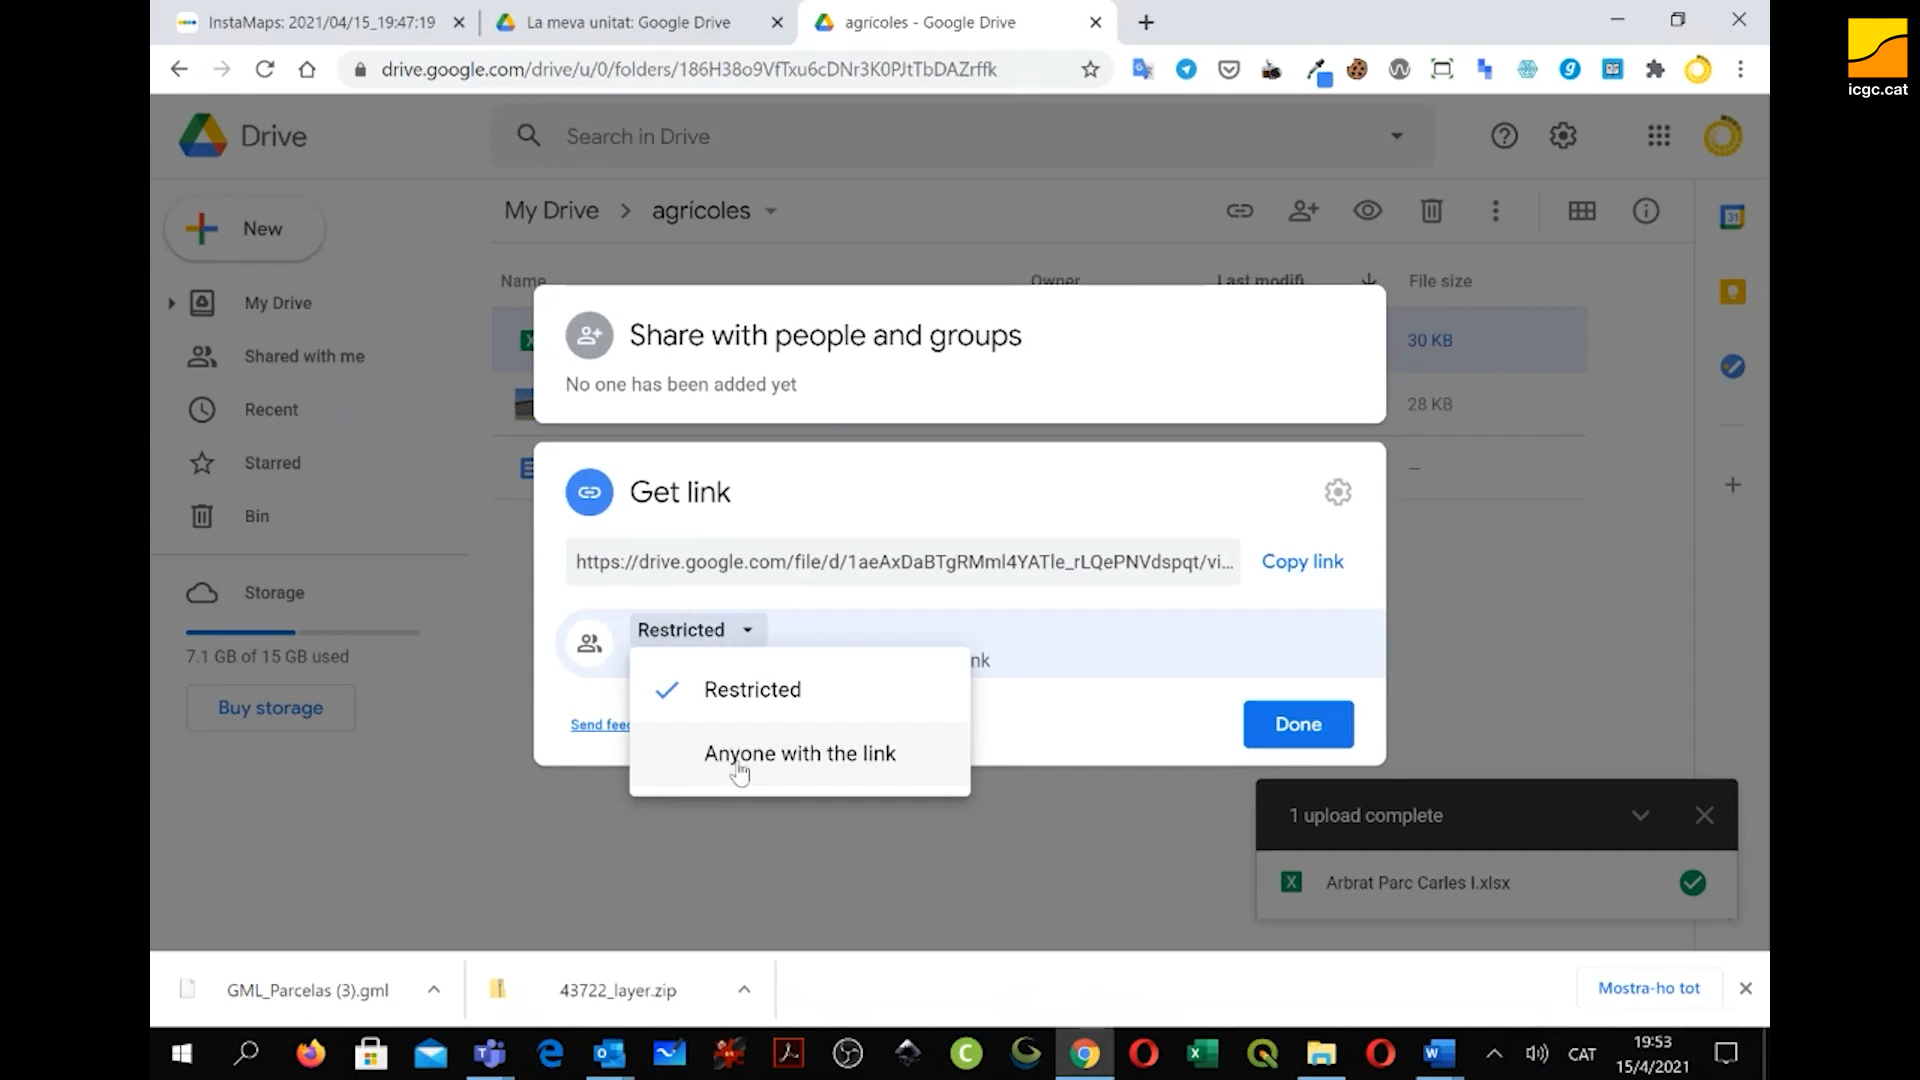 InstaMaps: 2021/04/15_19:47:19
La meva unitat: Google Drive
agrícoles - Google Drive
drive.google.com/drive/u/0/folders/186H38o9VfTxu6cDNr3K0PJtTbDAZrffk
icgc.cat
Drive
Search in Drive
New
My Drive
Shared with me
Recent
Starred
Bin
Storage
7.1 GB of 15 GB used
Buy storage
My Drive > agrícoles
Name Owner Last modifi File size
30 KB
28 KB
—
Share with people and groups
No one has been added yet
Get link
https://drive.google.com/file/d/1aeAxDaBTgRMml4YATle_rLQePNVdspqt/vi...
Copy link
Restricted
nk
Restricted
Anyone with the link
Send feed
Done
1 upload complete
Arbrat Parc Carles I.xlsx
31
GML_Parcelas (3).gml
43722_layer.zip
Mostra-ho tot
CAT
19:53
15/4/2021